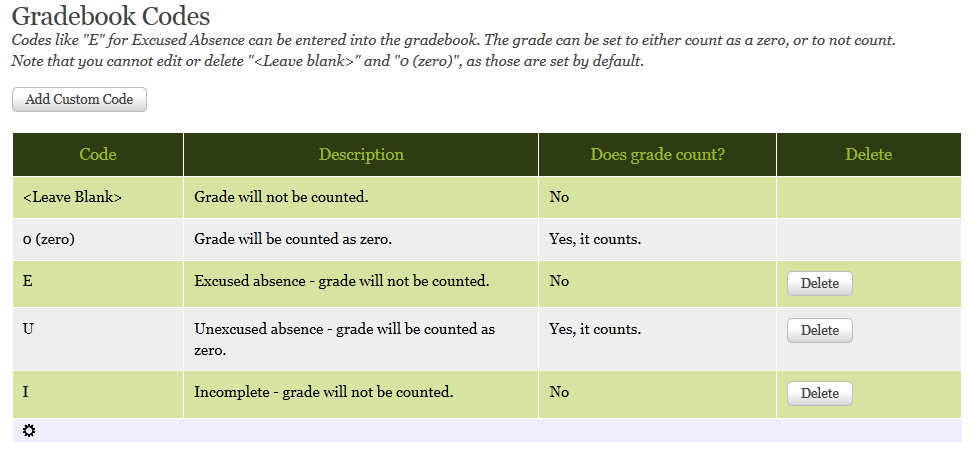 Gradebook Codes
Codes like "E" for Excused Absence can be entered into the gradebook. The grade can be set to either count as a zero, or to not count.
Note that you cannot edit or delete "<Leave blank>" and "0 (zero)", as those are set by default.
Add Custom Code
Code Description Does grade count? Delete
<Leave Blank> Grade will not be counted. No
0 (zero) Grade will be counted as zero. Yes, it counts.
E Excused absence - grade will not be counted. No Delete
U Unexcused absence - grade will be counted as Yes, it counts. Delete
zero.
I Incomplete - grade will not be counted. No Delete